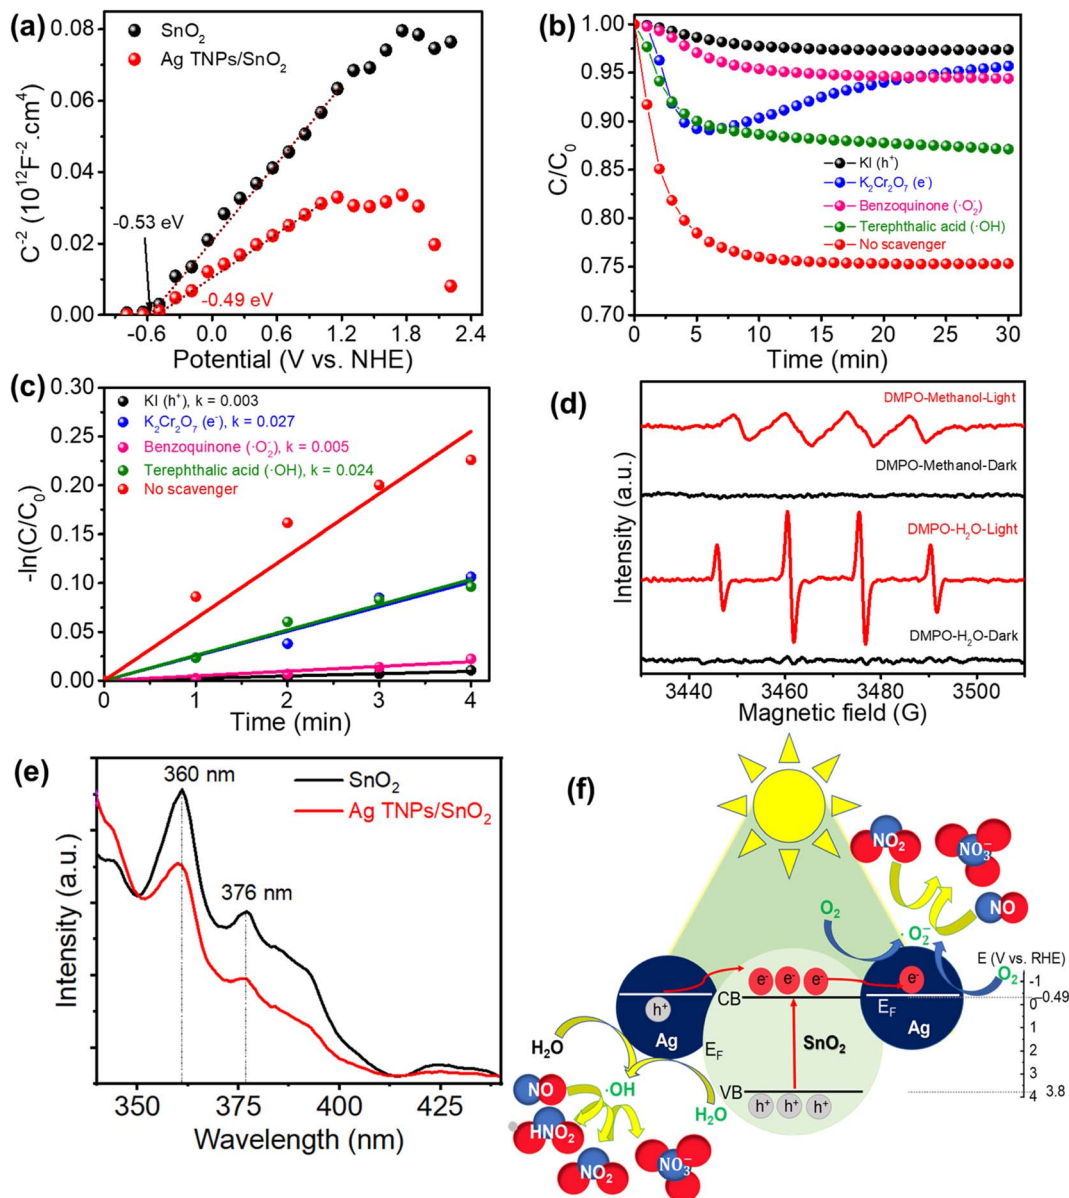 (a)
SnO2
Ag TNPs/SnO2
0.08
0.06
0.04
0.02
0.00
C-2 (1012F-2.cm4)
-0.53 eV
-0.49 eV
-0.6 0.0 0.6 1.2 1.8 2.4
Potential (V vs. NHE)
(b)
1.00
0.95
0.90
0.85
0.80
0.75
0.70
C/C0
KI (h+)
K2Cr2O7 (e-)
Benzoquinone (·O2-)
Terephthalic acid (·OH)
No scavenger
0 5 10 15 20 25 30
Time (min)
(c)
0.30
0.25
0.20
0.15
0.10
0.05
0.00
-ln(C/C0)
KI (h+), k = 0.003
K2Cr2O7 (e-), k = 0.027
Benzoquinone (·O2-), k = 0.005
Terephthalic acid (·OH), k = 0.024
No scavenger
0 1 2 3 4
Time (min)
(d)
Intensity (a.u.)
DMPO-Methanol-Light
DMPO-Methanol-Dark
DMPO-H2O-Light
DMPO-H2O-Dark
3440 3460 3480 3500
Magnetic field (G)
(e)
Intensity (a.u.)
360 nm
376 nm
SnO2
Ag TNPs/SnO2
350 375 400 425
Wavelength (nm)
(f)
NO2
NO3-
NO
O2
·O2-
O2
E (V vs. RHE)
-1
-0.49
0
1
2
3
3.8
4
e- e- e-
e-
CB
h+
Ag
EF
SnO2
EF
Ag
VB
h+ h+ h+
H2O
·OH
H2O
NO
HNO2
NO2
NO3-